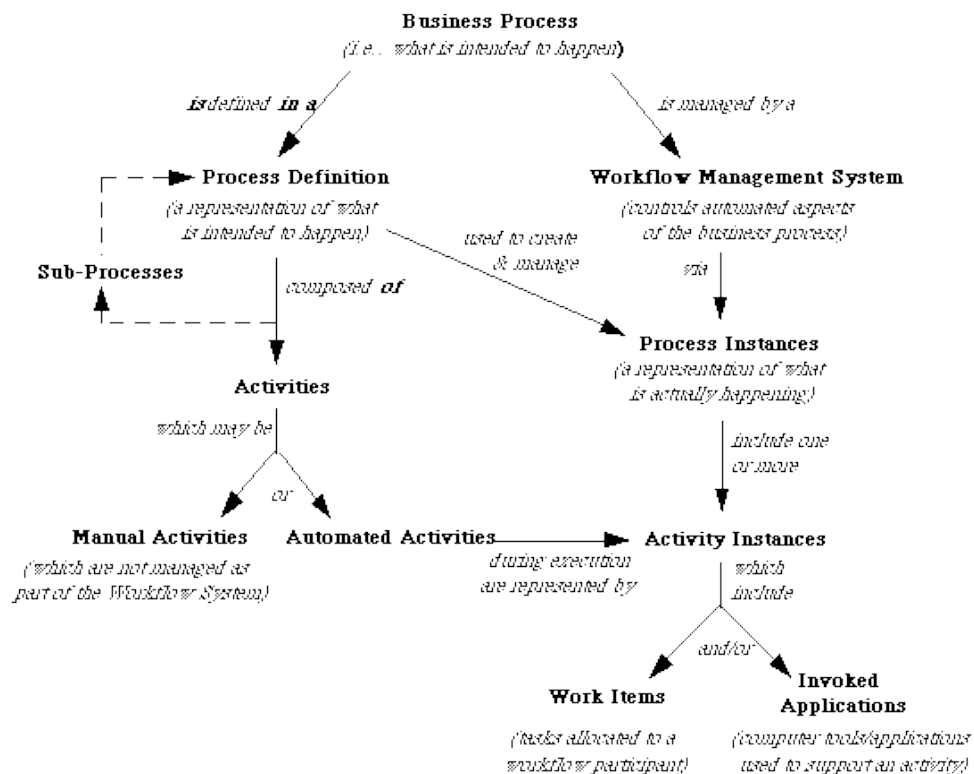 Business Process
(i.e., what is intended to happen)
is defined in a
is managed by a
Process Definition
(a representation of what
is intended to happen)
Workflow Management System
(controls automated aspects
of the business process)
used to create
& manage
via
Sub-Processes
composed of
Process Instances
(a representation of what
is actually happening)
Activities
which may be
include one
or more
or
Manual Activities
(which are not managed as
part of the Workflow System)
Automated Activities
during execution
are represented by
Activity Instances
which
include
and/or
Work Items
(tasks allocated to a
workflow participant)
Invoked
Applications
(computer tools/applications
used to support an activity)